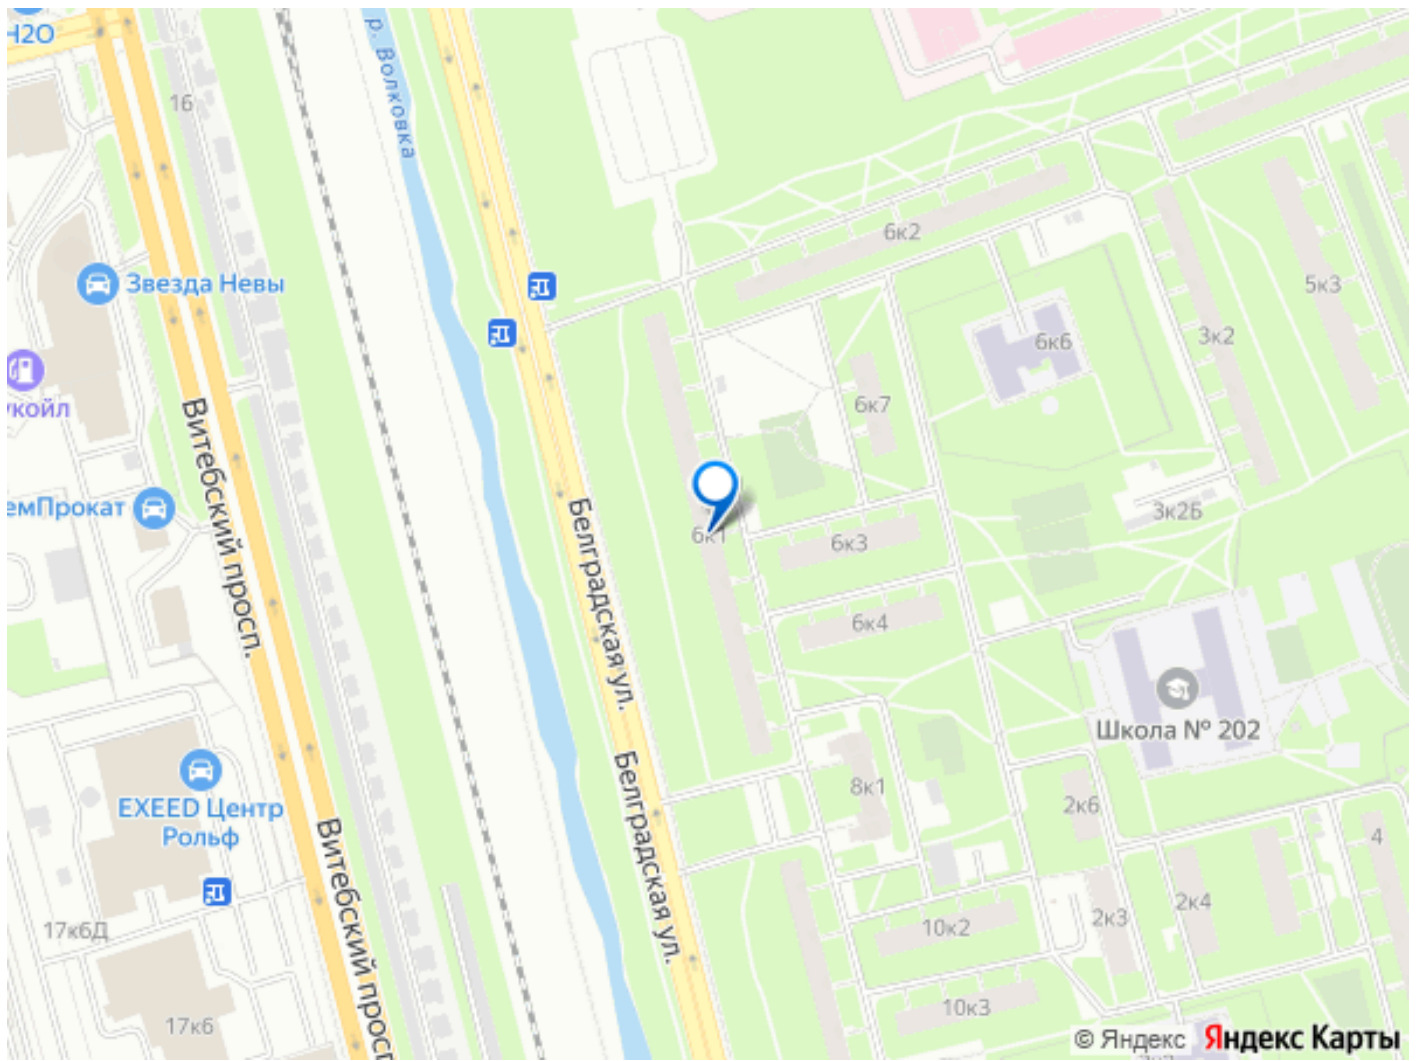 Н2О
р. Волковка
16
6к2
Звезда Невы
5к3
3к2
6к6
укойл
6к7
Витебский просп.
емПрокат
Белградская ул.
3к2Б
6к1
6к3
6к4
Школа № 202
Белградская ул.
EXEED Центр
Рольф
8к1
2к6
4
Витебский просп
17к6Д
10к2
2к3
2к4
10к3
17к6
© Яндекс Яндекс Карты